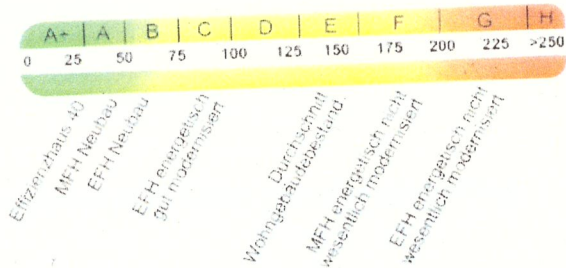 A+ A B C D E F G H
0 25 50 75 100 125 150 175 200 225 >250
Effizienzhaus 40
MFH Neubau
EFH Neubau
EFH energetisch
gut modernisiert
Durchschnitt
Wohngebäudebestand
MFH energetisch nicht
wesentlich modernisiert
EFH energetisch nicht
wesentlich modernisiert